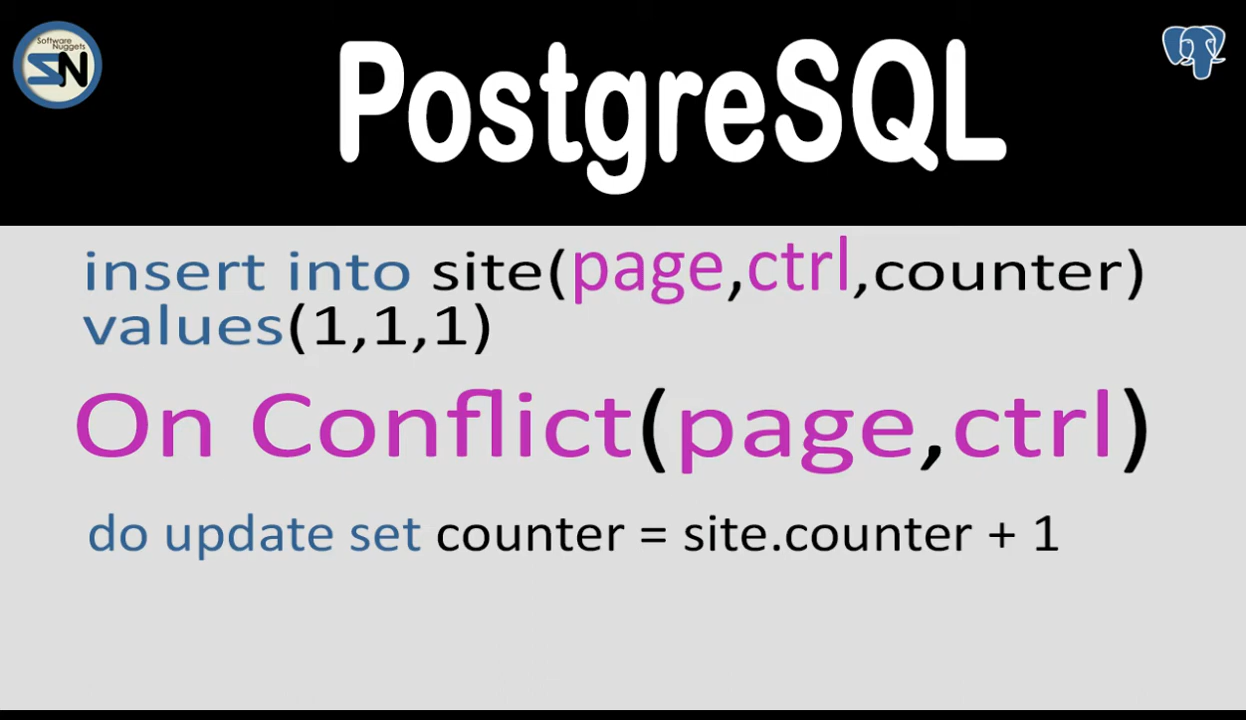 Software
Nuggets
SN
PostgreSQL
insert into site(page,ctrl,counter)
values(1,1,1)
On Conflict(page,ctrl)
do update set counter = site.counter + 1